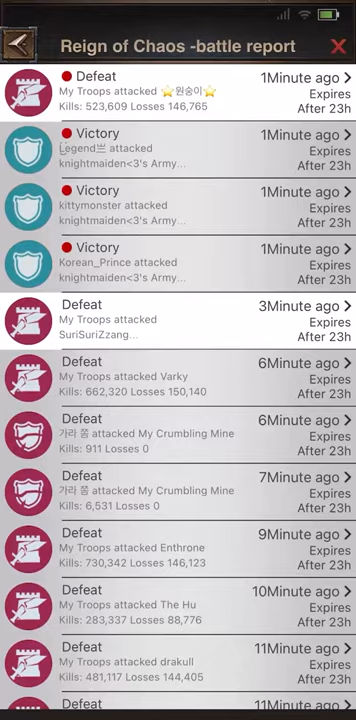 Reign of Chaos -battle report
Defeat
1Minute ago
My Troops attacked ⭐원숭이⭐
Expires
Kills: 523,609 Losses 146,765
After 23h
Victory
1Minute ago
attacked
Expires
knightmaiden<3's Army...
After 23h
Victory
1Minute ago
kittymonster attacked
Expires
knightmaiden<3's Army...
After 23h
Victory
1Minute ago
Korean_Prince attacked
Expires
knightmaiden<3's Army...
After 23h
Defeat
3Minute ago
My Troops attacked
Expires
SuriSuriZzang...
After 23h
Defeat
6Minute ago
My Troops attacked Varky
Expires
Kills: 662,320 Losses 150,140
After 23h
Defeat
6Minute ago
가라 쫌 attacked My Crumbling Mine
Expires
Kills: 911 Losses 0
After 23h
Defeat
7Minute ago
가라 쫌 attacked My Crumbling Mine
Expires
Kills: 6,531 Losses 0
After 23h
Defeat
9Minute ago
My Troops attacked Enthrone
Expires
Kills: 730,342 Losses 146,123
After 23h
Defeat
10Minute ago
My Troops attacked The Hu
Expires
Kills: 283,337 Losses 88,776
After 23h
Defeat
11Minute ago
My Troops attacked drakull
Expires
Kills: 481,117 Losses 144,405
After 23h
Defeat
11Minute ago